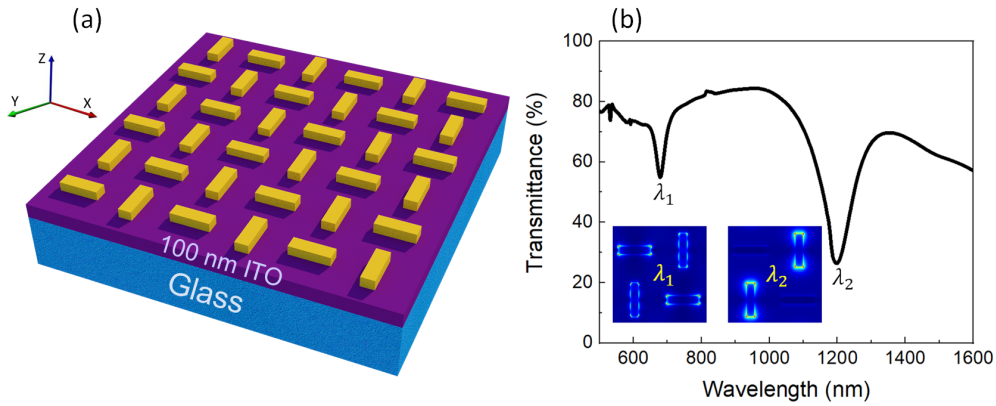 (a)
Z
Y
X
100 nm ITO
Glass
(b)
100
80
60
40
20
0
Transmittance (%)
λ1
λ2
λ1
λ2
600
800
1000
1200
1400
1600
Wavelength (nm)